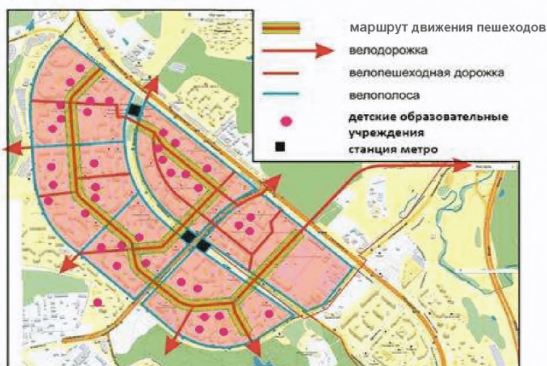 маршрут движения пешеходов
велодорожка
велопешеходная дорожка
велополоса
детские образовательные
учреждения
станция метро